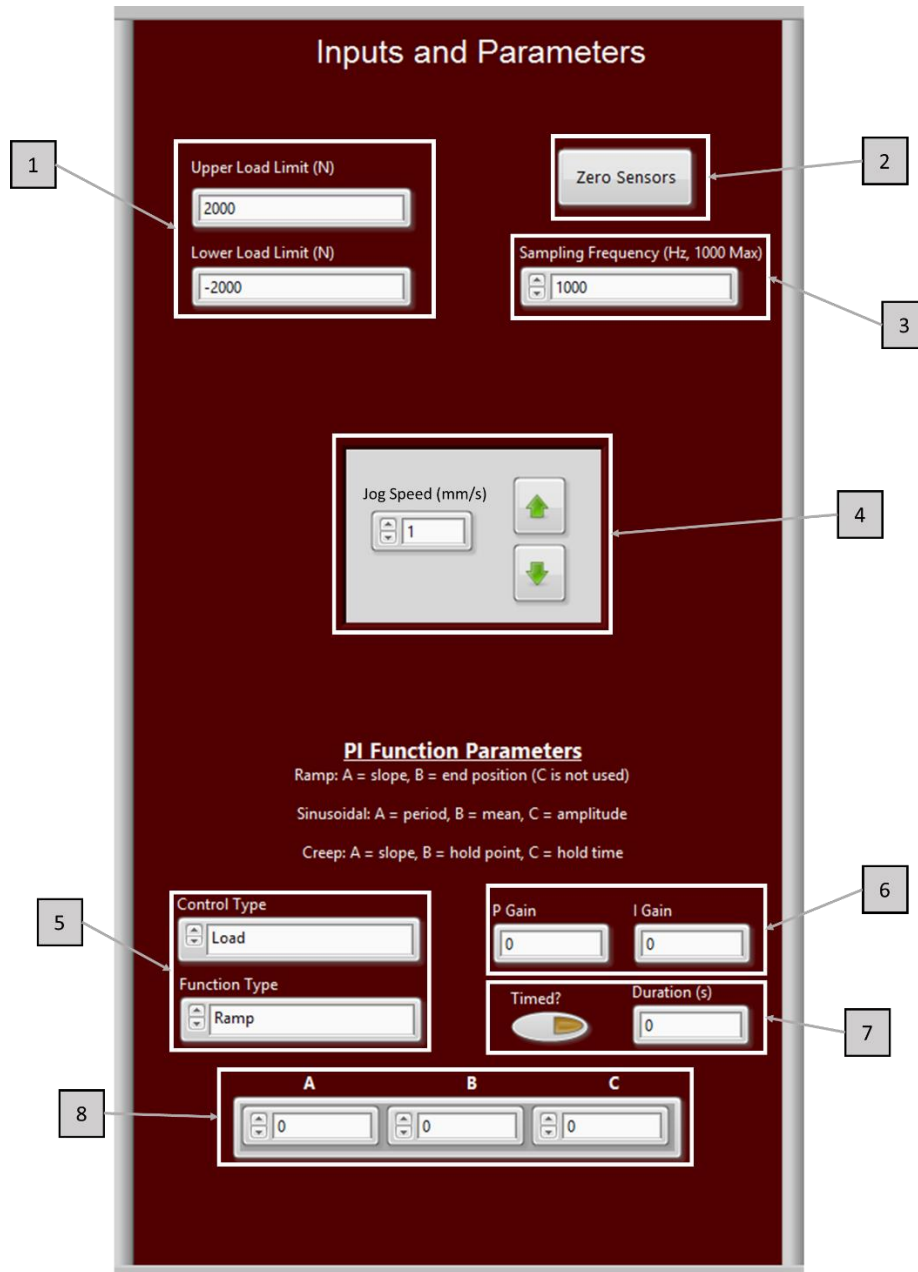 Inputs and Parameters
1
Upper Load Limit (N)
2000
Lower Load Limit (N)
-2000
2
Zero Sensors
Sampling Frequency (Hz, 1000 Max)
1000
3
Jog Speed (mm/s)
1
4
PI Function Parameters
Ramp: A = slope, B = end position (C is not used)
Sinusoidal: A = period, B = mean, C = amplitude
Creep: A = slope, B = hold point, C = hold time
5
Control Type
Load
Function Type
Ramp
P Gain I Gain
0 0
6
Timed? Duration (s)
0
7
8
A B C
0 0 0